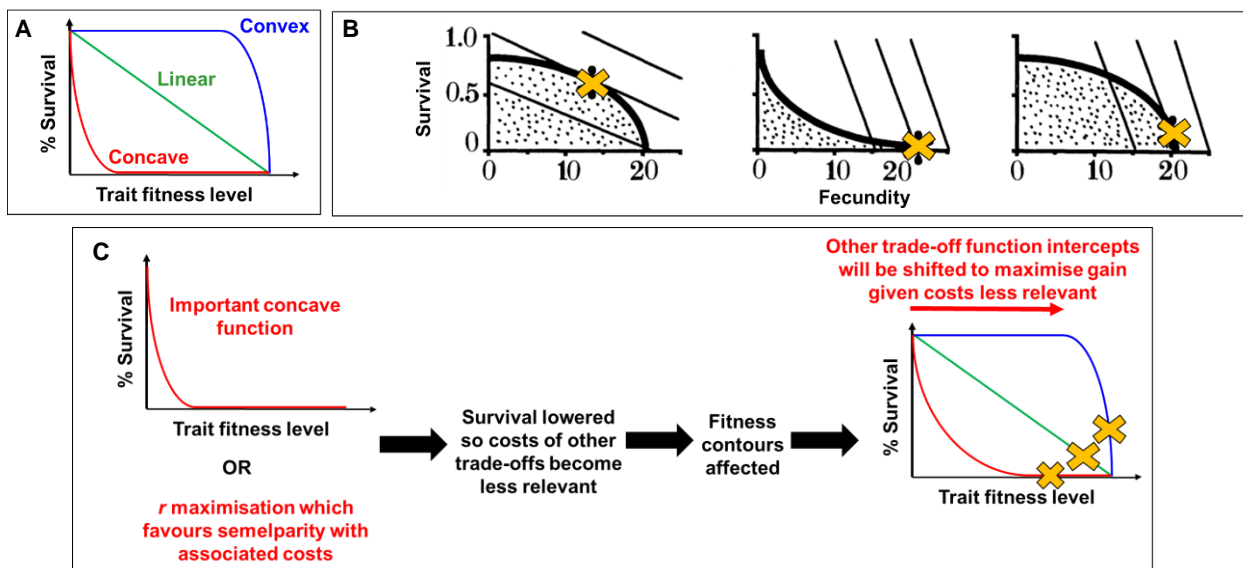 A
% Survival
Convex
Linear
Concave
Trait fitness level
B
Survival
1.0
0.5
0
0 10 20
0 10 20
0 10 20
Fecundity
C
% Survival
Important concave
function
Trait fitness level
OR
r maximisation which
favours semelparity with
associated costs
Survival lowered
so costs of other
trade-offs become
less relevant
Fitness
contours
affected
Other trade-off function intercepts
will be shifted to maximise gain
given costs less relevant
% Survival
Trait fitness level